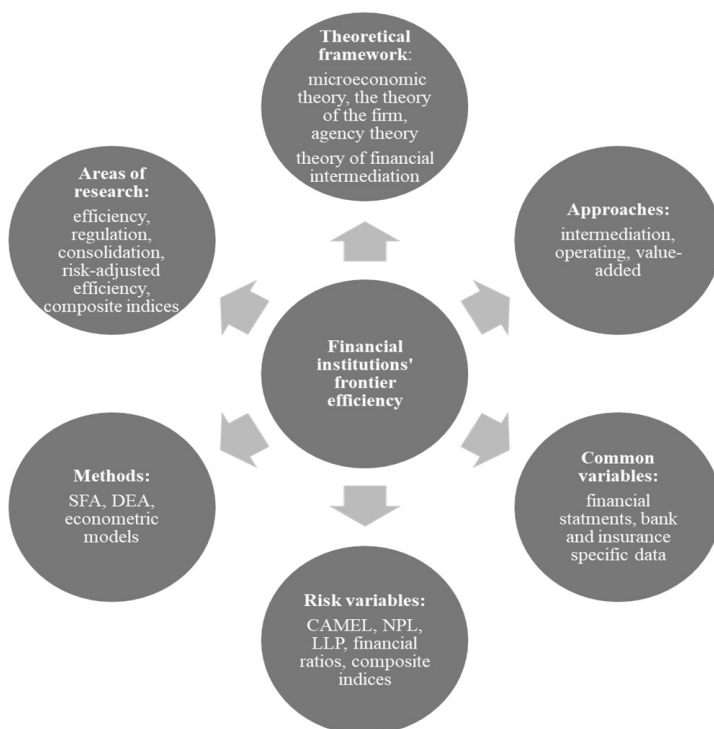 Theoretical
framework:
microeconomic
theory, the theory
of the firm,
agency theory
theory of financial
intermediation
Areas of
research:
efficiency,
regulation,
consolidation,
risk-adjusted
efficiency,
composite indices
Approaches:
intermediation,
operating, value-
added
Financial
institutions'
frontier
efficiency
Methods:
SFA, DEA,
econometric
models
Common
variables:
financial
statments, bank
and insurance
specific data
Risk variables:
CAMEL, NPL,
LLP, financial
ratios, composite
indices